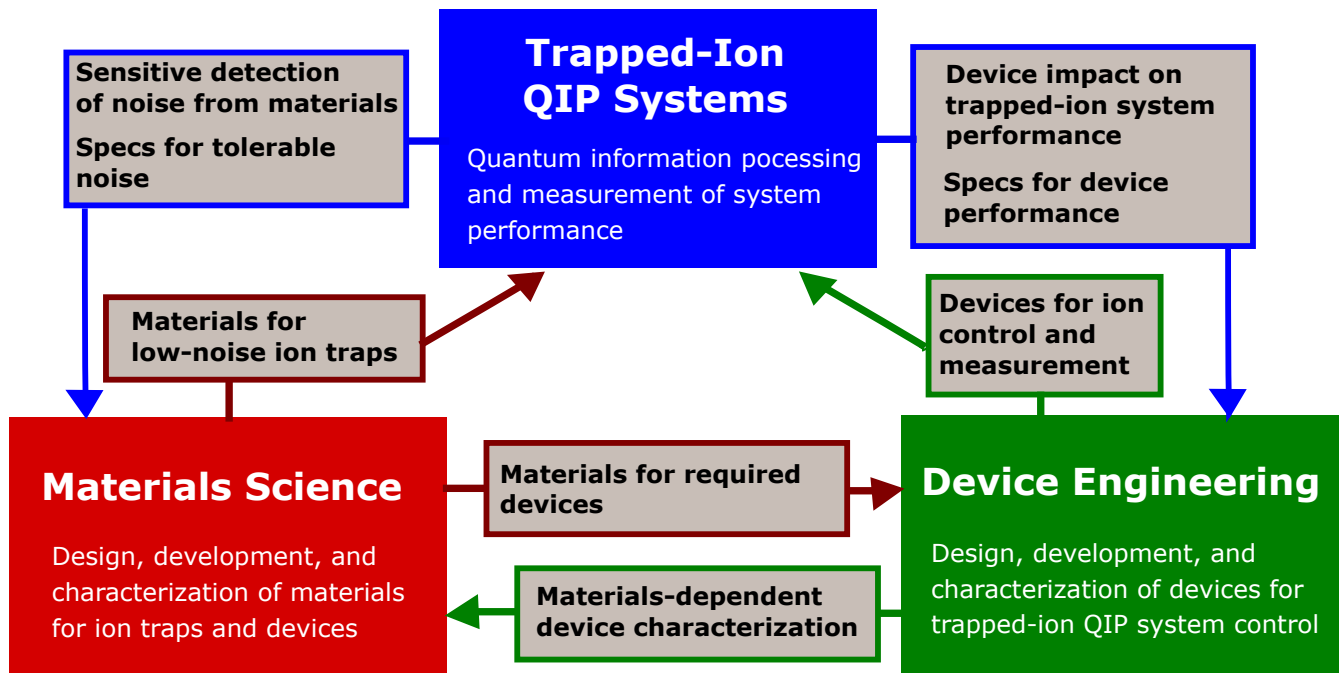 Trapped-Ion
QIP Systems
Quantum information pocessing
and measurement of system
performance
Sensitive detection
of noise from materials
Specs for tolerable
noise
Device impact on
trapped-ion system
performance
Specs for device
performance
Materials for
low-noise ion traps
Devices for ion
control and
measurement
Materials Science
Design, development, and
characterization of materials
for ion traps and devices
Materials for required
devices
Materials-dependent
device characterization
Device Engineering
Design, development, and
characterization of devices for
trapped-ion QIP system control